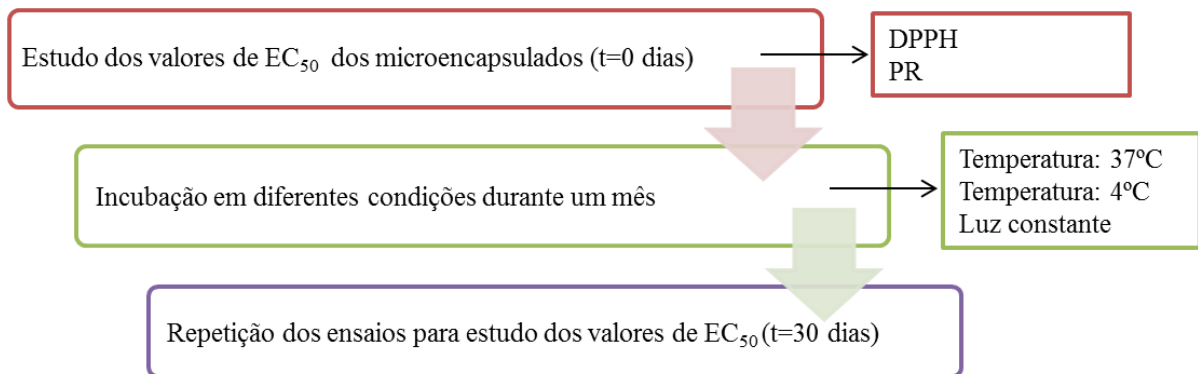 Estudo dos valores de EC₅₀ dos microencapsulados (t=0 dias)
DPPH
PR
Incubação em diferentes condições durante um mês
Temperatura: 37ºC
Temperatura: 4ºC
Luz constante
Repetição dos ensaios para estudo dos valores de EC₅₀ (t=30 dias)